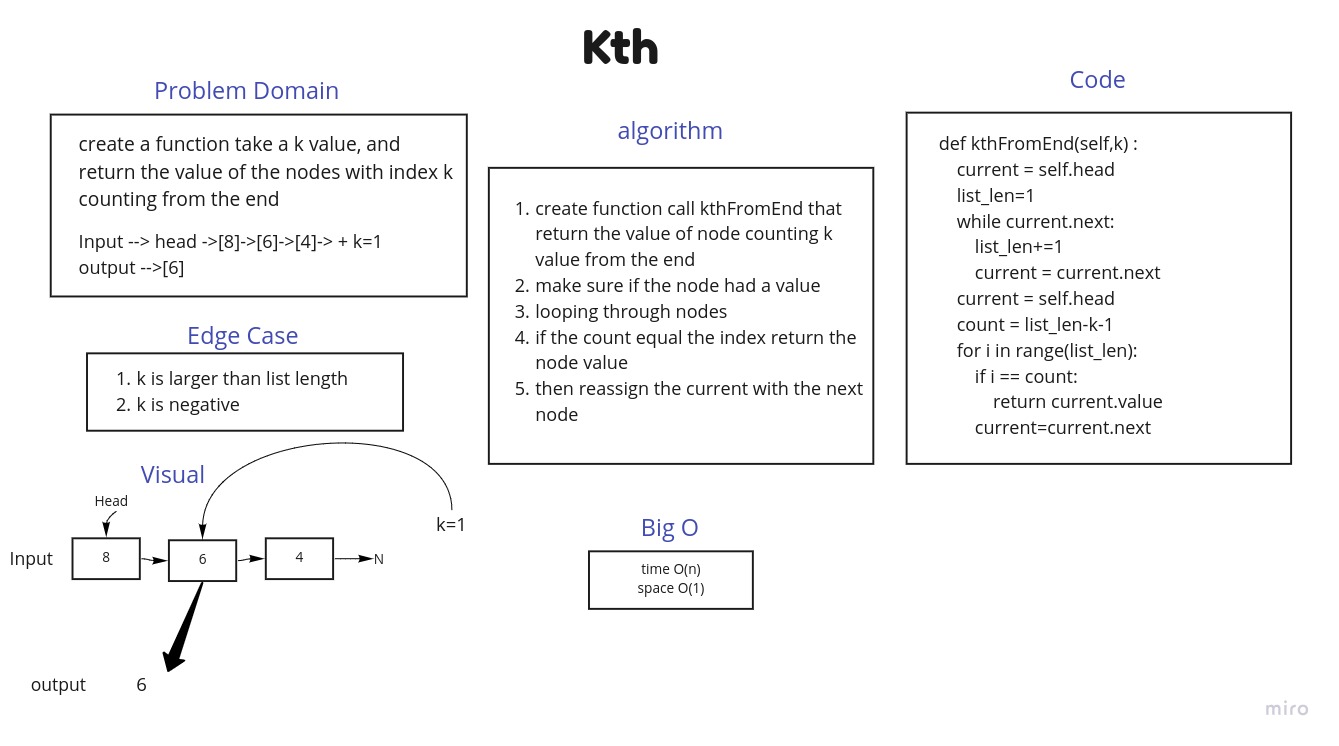 Kth
Problem Domain
create a function take a k value, and
return the value of the nodes with index k
counting from the end
Input --> head ->[8]->[6]->[4]-> + k=1
output -->[6]
Edge Case
1. k is larger than list length
2. k is negative
Visual
Head
k=1
Input
8
6
4
N
output
6
algorithm
1. create function call kthFromEnd that
return the value of node counting k
value from the end
2. make sure if the node had a value
3. looping through nodes
4. if the count equal the index return the
node value
5. then reassign the current with the next
node
Big O
time O(n)
space O(1)
Code
def kthFromEnd(self,k) :
current = self.head
list_len=1
while current.next:
list_len+=1
current = current.next
current = self.head
count = list_len-k-1
for i in range(list_len):
if i == count:
return current.value
current=current.next
miro